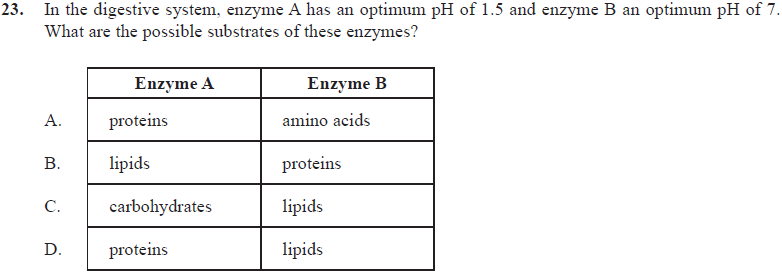 23. In the digestive system, enzyme A has an optimum pH of 1.5 and enzyme B an optimum pH of 7.
What are the possible substrates of these enzymes?
Enzyme A Enzyme B
A. proteins amino acids
B. lipids proteins
C. carbohydrates lipids
D. proteins lipids